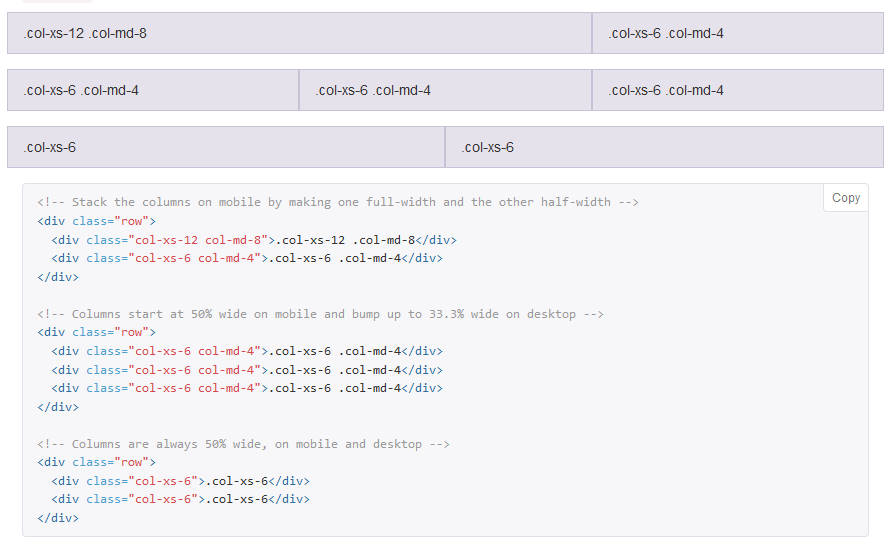 .col-xs-12 .col-md-8 .col-xs-6 .col-md-4
.col-xs-6 .col-md-4 .col-xs-6 .col-md-4 .col-xs-6 .col-md-4
.col-xs-6 .col-xs-6
Copy
<!-- Stack the columns on mobile by making one full-width and the other half-width -->
<div class="row">
  <div class="col-xs-12 col-md-8">.col-xs-12 .col-md-8</div>
  <div class="col-xs-6 col-md-4">.col-xs-6 .col-md-4</div>
</div>

<!-- Columns start at 50% wide on mobile and bump up to 33.3% wide on desktop -->
<div class="row">
  <div class="col-xs-6 col-md-4">.col-xs-6 .col-md-4</div>
  <div class="col-xs-6 col-md-4">.col-xs-6 .col-md-4</div>
  <div class="col-xs-6 col-md-4">.col-xs-6 .col-md-4</div>
</div>

<!-- Columns are always 50% wide, on mobile and desktop -->
<div class="row">
  <div class="col-xs-6">.col-xs-6</div>
  <div class="col-xs-6">.col-xs-6</div>
</div>